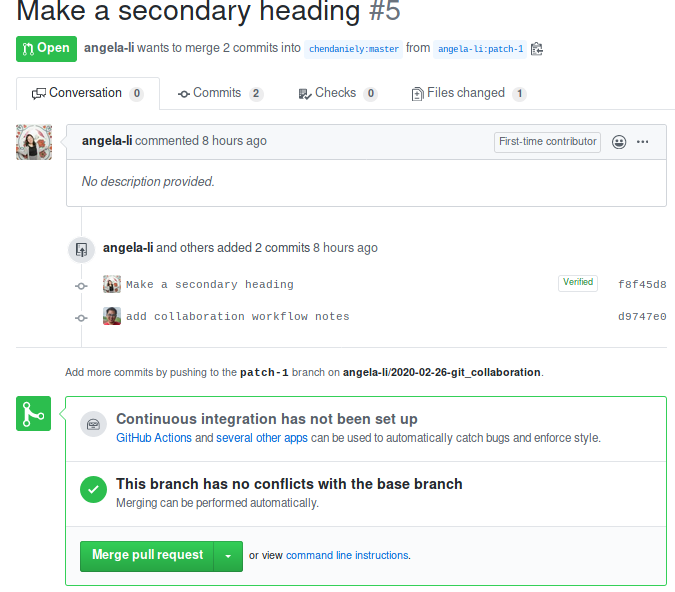 Make a secondary heading #5
Open angela-li wants to merge 2 commits into chendaniely:master from angela-li:patch-1
Conversation 0 Commits 2 Checks 0 Files changed 1
angela-li commented 8 hours ago First-time contributor
No description provided.
angela-li and others added 2 commits 8 hours ago
Make a secondary heading Verified f8f45d8
add collaboration workflow notes d9747e0
Add more commits by pushing to the patch-1 branch on angela-li/2020-02-26-git_collaboration.
Continuous integration has not been set up
GitHub Actions and several other apps can be used to automatically catch bugs and enforce style.
This branch has no conflicts with the base branch
Merging can be performed automatically.
Merge pull request or view command line instructions.